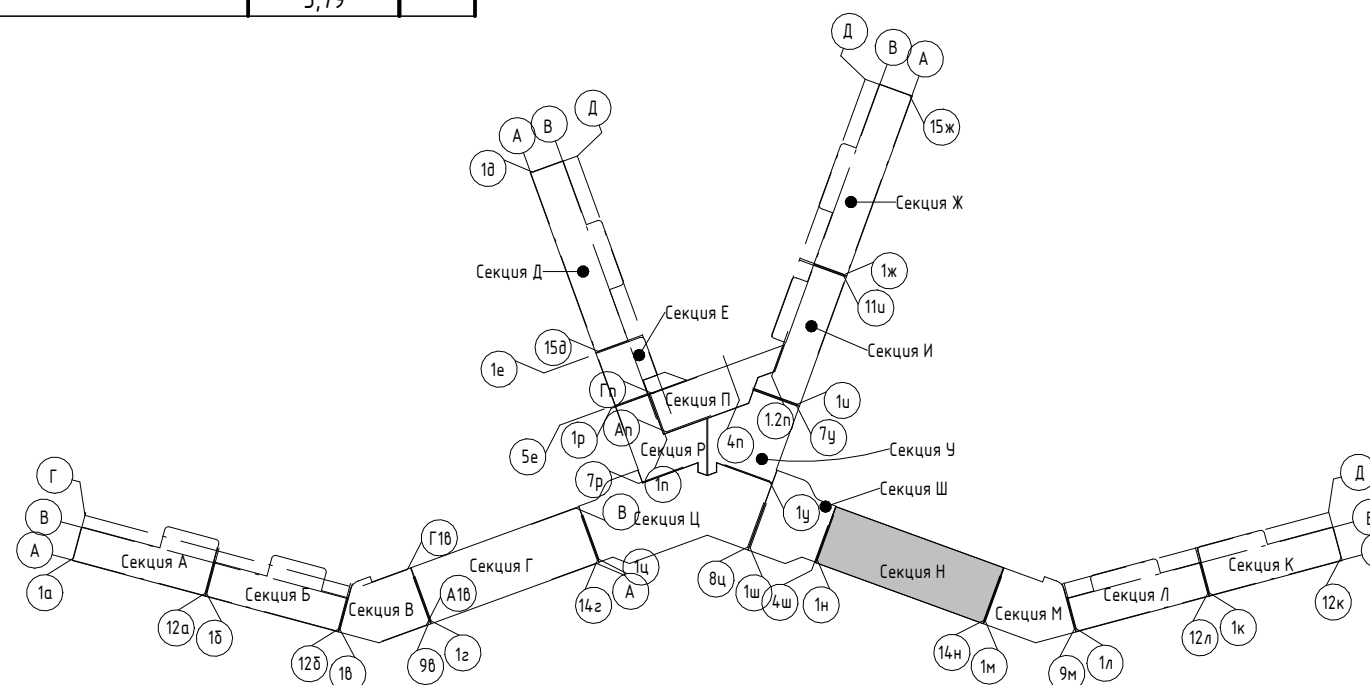 5,79
Д
В
А
15ж
Секция Ж
Д
В
А
1д
Секция Д
1ж
11и
Секция Е
Секция И
15д
1е
Гп
Секция П
1и
1.2п
7у
Ап
4п
1р
5е
Секция Р
Секция У
7р
1п
Секция Ш
1у
В
Секция Ц
Г
В
А
1а
Секция А
Секция Б
12а
1б
Секция В
12б
1в
Г1в
А1в
9в
1г
Секция Г
14г
1ц
А
8ц
1ш
4ш
1н
Секция Н
14н
1м
Секция М
9м
1л
Секция Л
12л
1к
Секция К
12к
Д